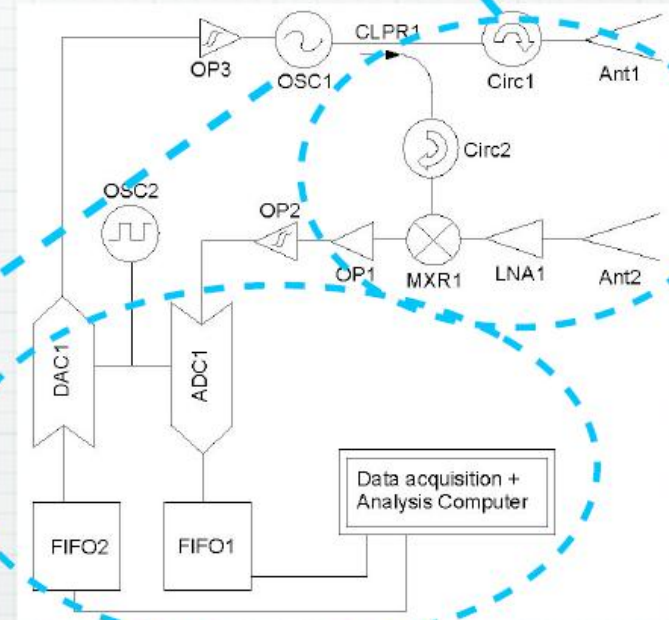 CLPR1
OP3
OSC1
Circ1
Ant1
Circ2
OSC2
OP2
OP1
MXR1
LNA1
Ant2
DAC1
ADC1
Data acquisition +
Analysis Computer
FIFO2
FIFO1